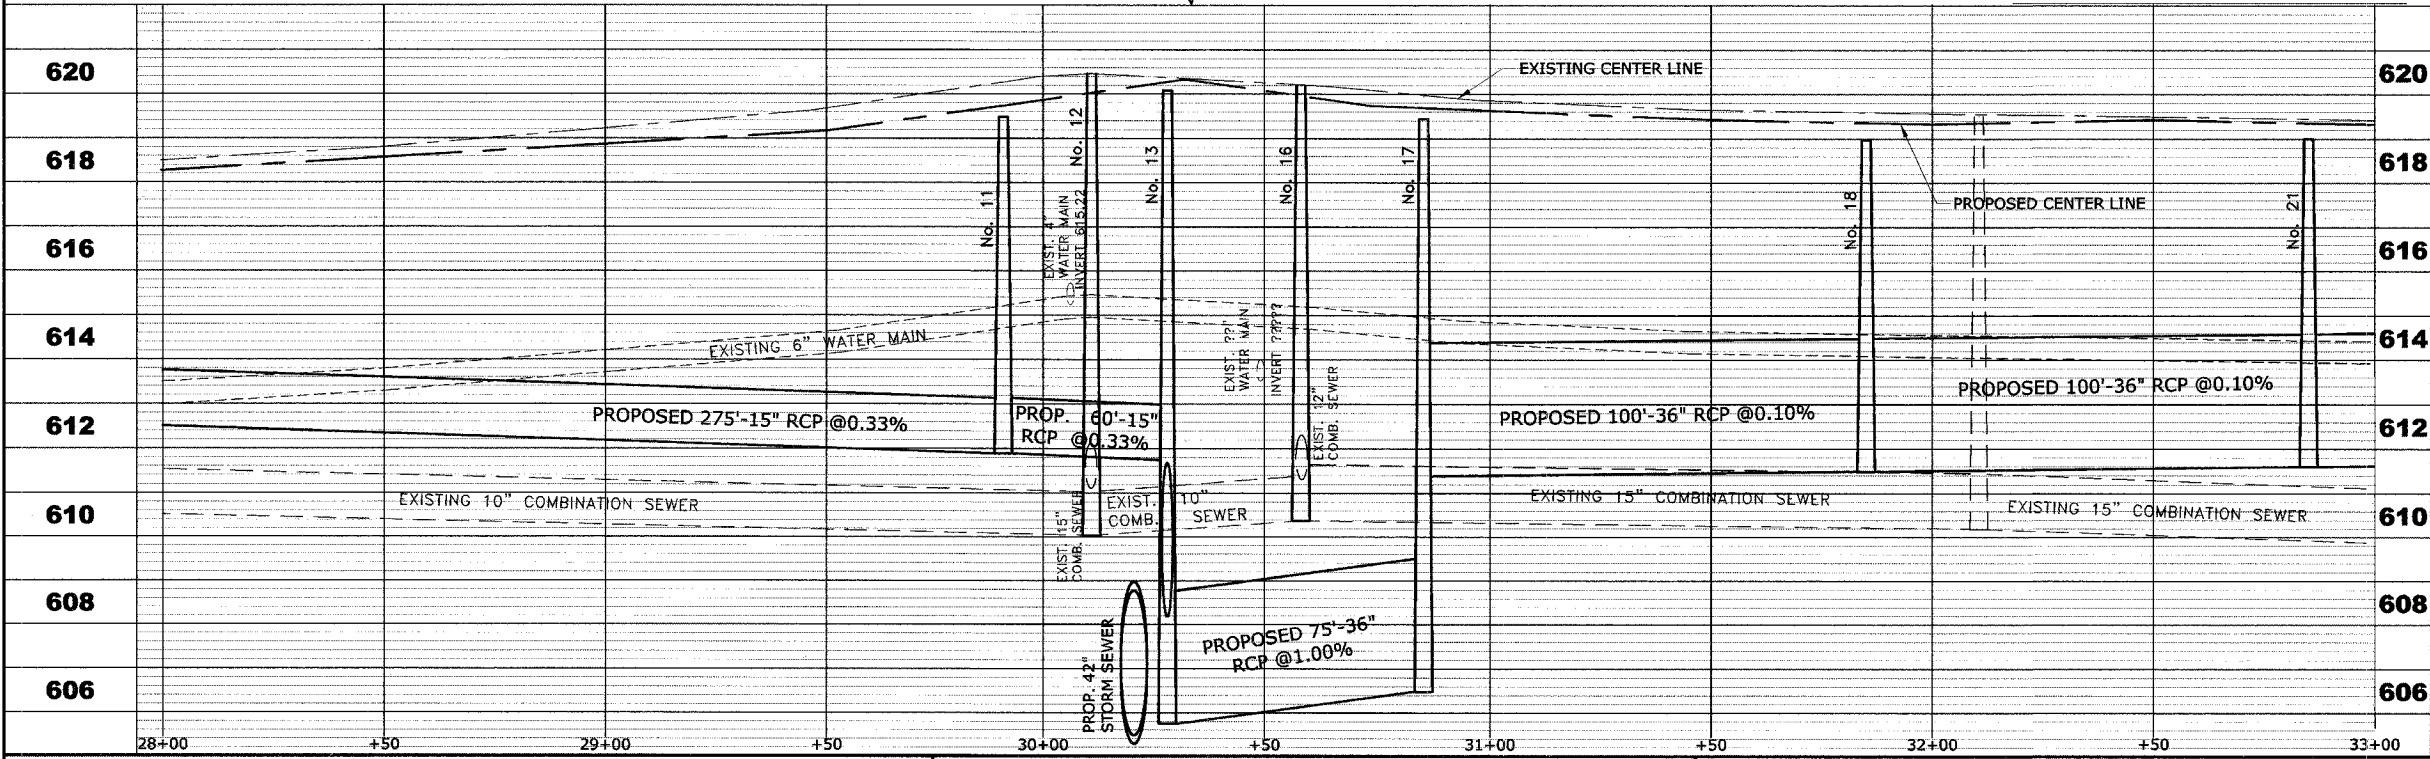 620
618
616
614
612
610
608
606
EXISTING CENTER LINE
PROPOSED CENTER LINE
No. 11
No. 12
No. 13
No. 16
No. 17
No. 18
No. 21
EXIST. 4"
WATER MAIN
INVERT 615.22
EXISTING 6" WATER MAIN
EXIST. ??"
WATER MAIN
INVERT ?????
EXIST. 12"
COMB. SEWER
PROPOSED 275'-15" RCP @0.33%
PROP. 60'-15"
RCP @0.33%
PROPOSED 100'-36" RCP @0.10%
PROPOSED 100'-36" RCP @0.10%
EXISTING 10" COMBINATION SEWER
EXIST. 15"
COMB. SEWER
EXIST. 10"
COMB. SEWER
EXISTING 15" COMBINATION SEWER
EXISTING 15" COMBINATION SEWER
PROP. 42"
STORM SEWER
PROPOSED 75'-36"
RCP @1.00%
620
618
616
614
612
610
608
606
28+00 +50 29+00 +50 30+00 +50 31+00 +50 32+00 +50 33+00